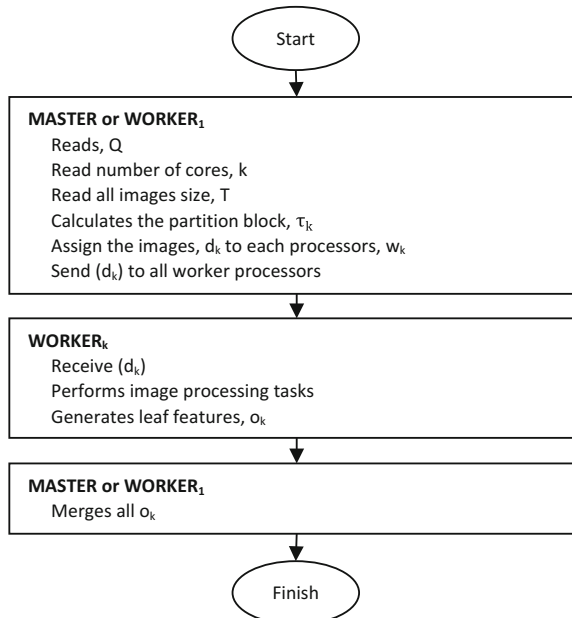 Start
MASTER or WORKER₁
Reads, Q
Read number of cores, k
Read all images size, T
Calculates the partition block, τₖ
Assign the images, dₖ to each processors, wₖ
Send (dₖ) to all worker processors
WORKERₖ
Receive (dₖ)
Performs image processing tasks
Generates leaf features, oₖ
MASTER or WORKER₁
Merges all oₖ
Finish